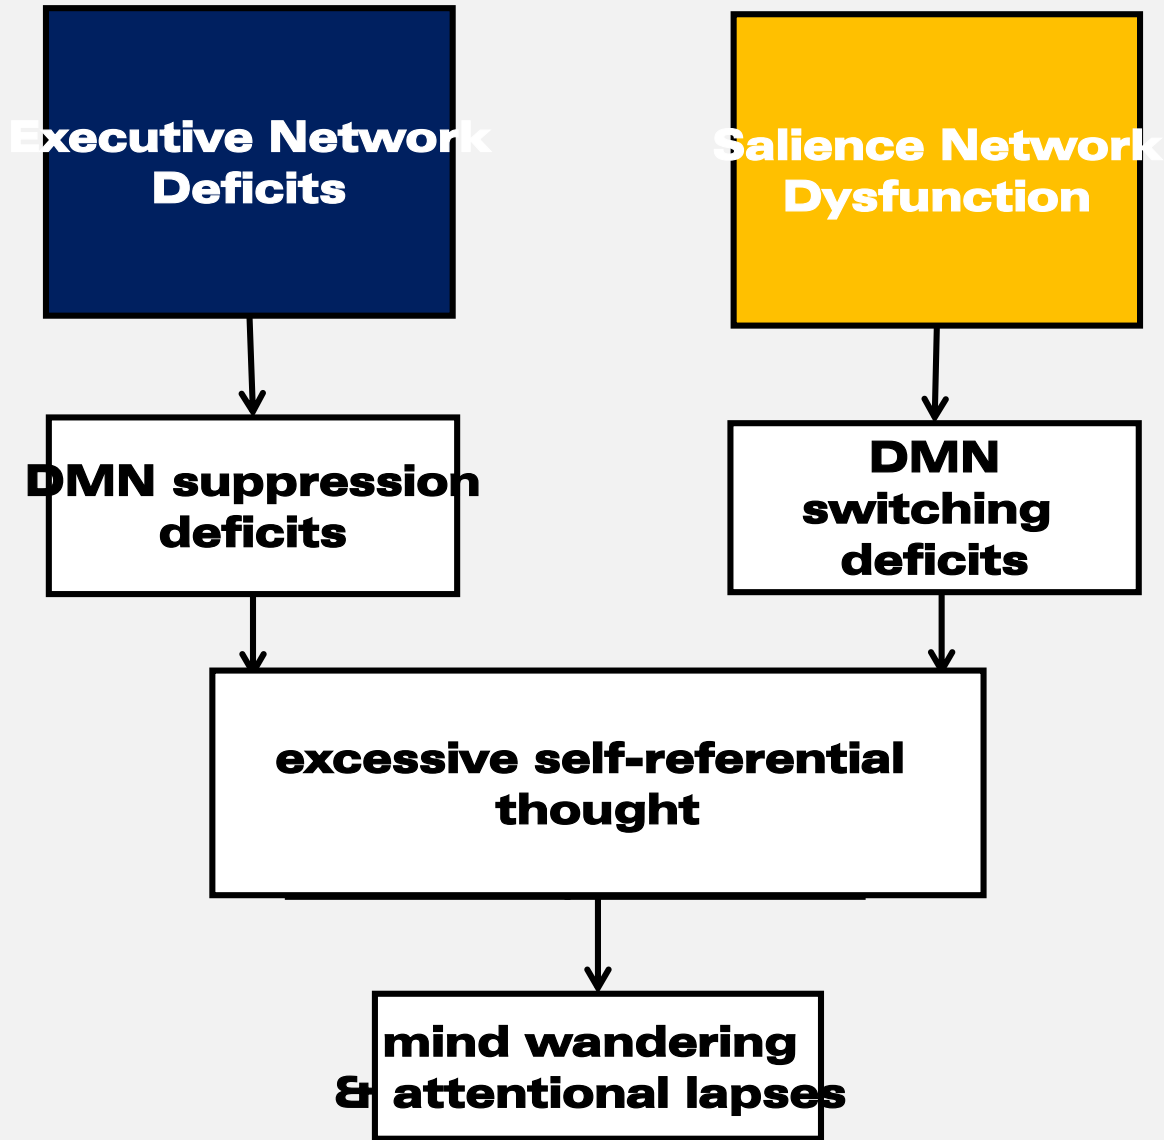 Executive Network
Deficits
Salience Network
Dysfunction
DMN suppression
deficits
DMN
switching
deficits
excessive self-referential
thought
mind wandering
& attentional lapses